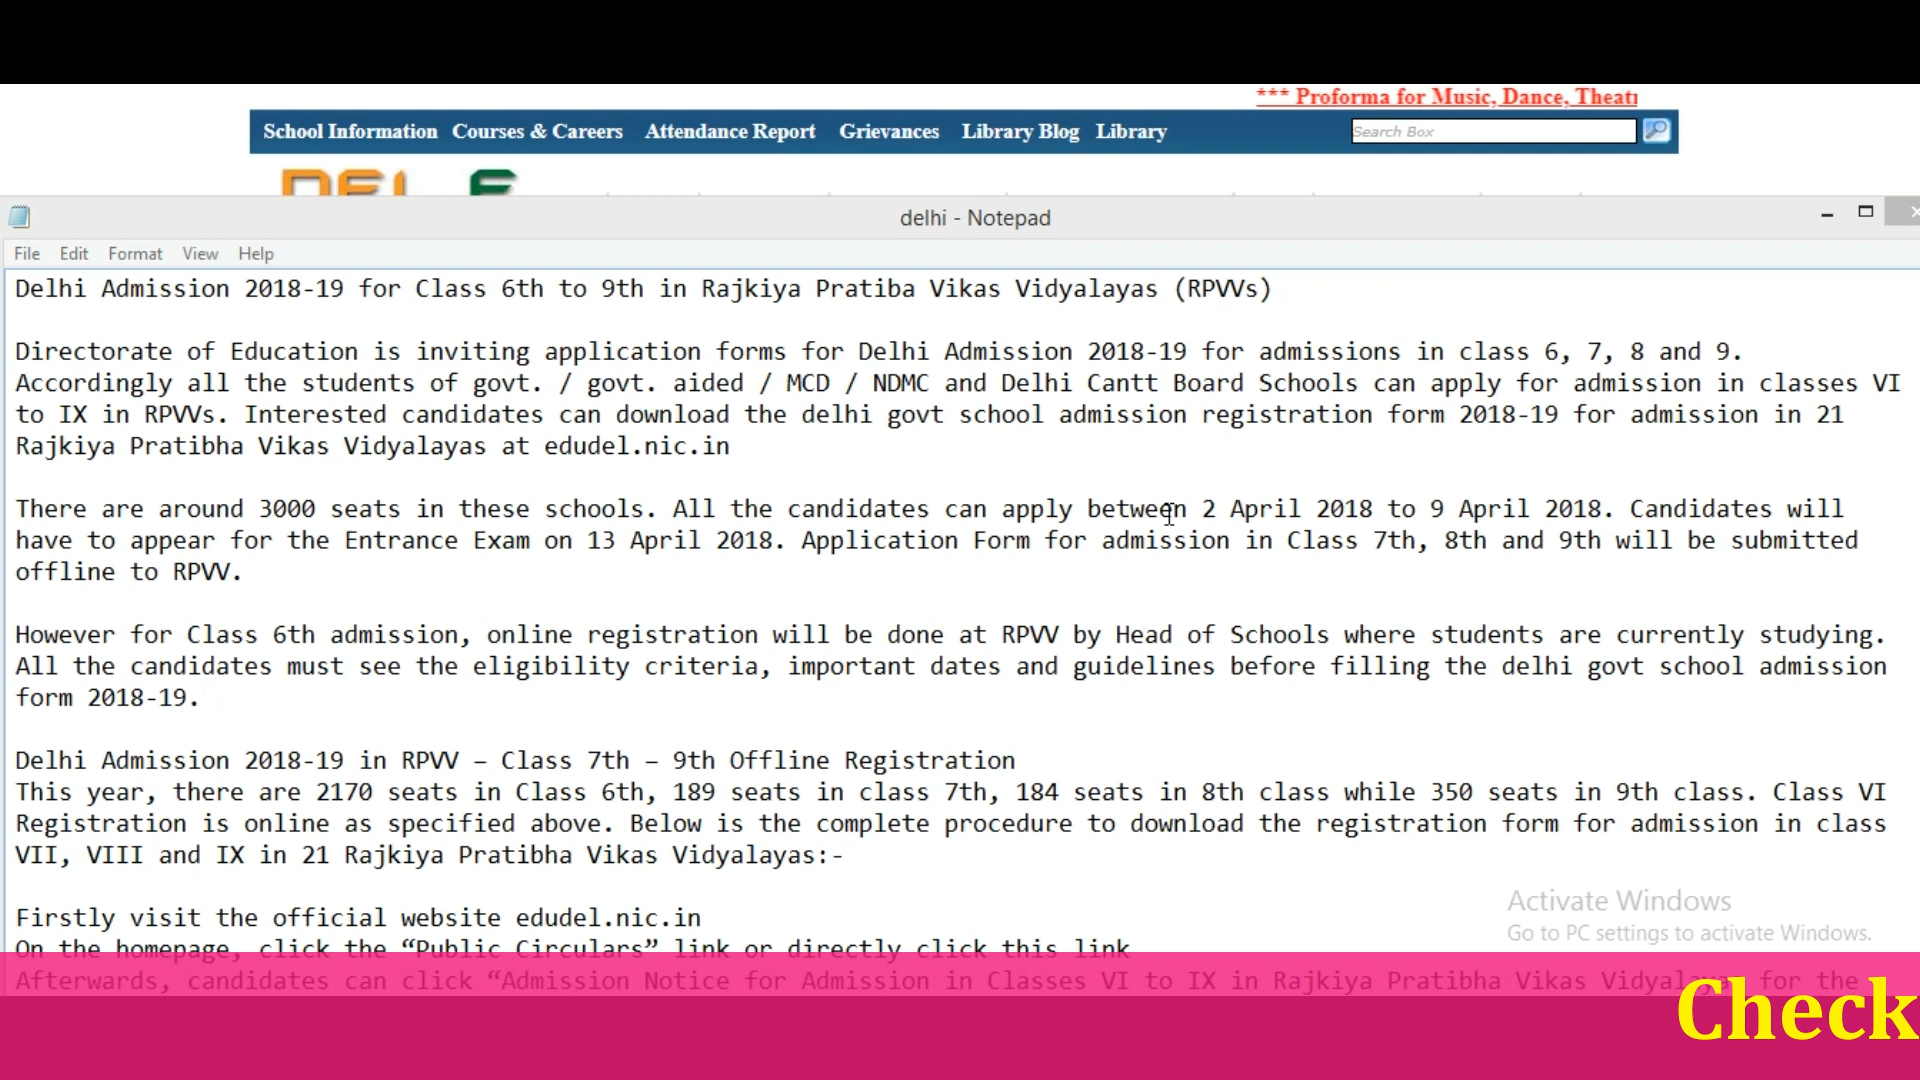 *** Proforma for Music, Dance, Theatr
School Information Courses & Careers Attendance Report Grievances Library Blog Library Search Box
delhi - Notepad
File Edit Format View Help
Delhi Admission 2018-19 for Class 6th to 9th in Rajkiya Pratiba Vikas Vidyalayas (RPVVs)
Directorate of Education is inviting application forms for Delhi Admission 2018-19 for admissions in class 6, 7, 8 and 9.
Accordingly all the students of govt. / govt. aided / MCD / NDMC and Delhi Cantt Board Schools can apply for admission in classes VI
to IX in RPVVs. Interested candidates can download the delhi govt school admission registration form 2018-19 for admission in 21
Rajkiya Pratibha Vikas Vidyalayas at edudel.nic.in
There are around 3000 seats in these schools. All the candidates can apply between 2 April 2018 to 9 April 2018. Candidates will
have to appear for the Entrance Exam on 13 April 2018. Application Form for admission in Class 7th, 8th and 9th will be submitted
offline to RPVV.
However for Class 6th admission, online registration will be done at RPVV by Head of Schools where students are currently studying.
All the candidates must see the eligibility criteria, important dates and guidelines before filling the delhi govt school admission
form 2018-19.
Delhi Admission 2018-19 in RPVV – Class 7th – 9th Offline Registration
This year, there are 2170 seats in Class 6th, 189 seats in class 7th, 184 seats in 8th class while 350 seats in 9th class. Class VI
Registration is online as specified above. Below is the complete procedure to download the registration form for admission in class
VII, VIII and IX in 21 Rajkiya Pratibha Vikas Vidyalayas:-
Activate Windows
Go to PC settings to activate Windows.
Firstly visit the official website edudel.nic.in
On the homepage, click the “Public Circulars” link or directly click this link
Afterwards, candidates can click “Admission Notice for Admission in Classes VI to IX in Rajkiya Pratibha Vikas Vidyalayas for the
Check